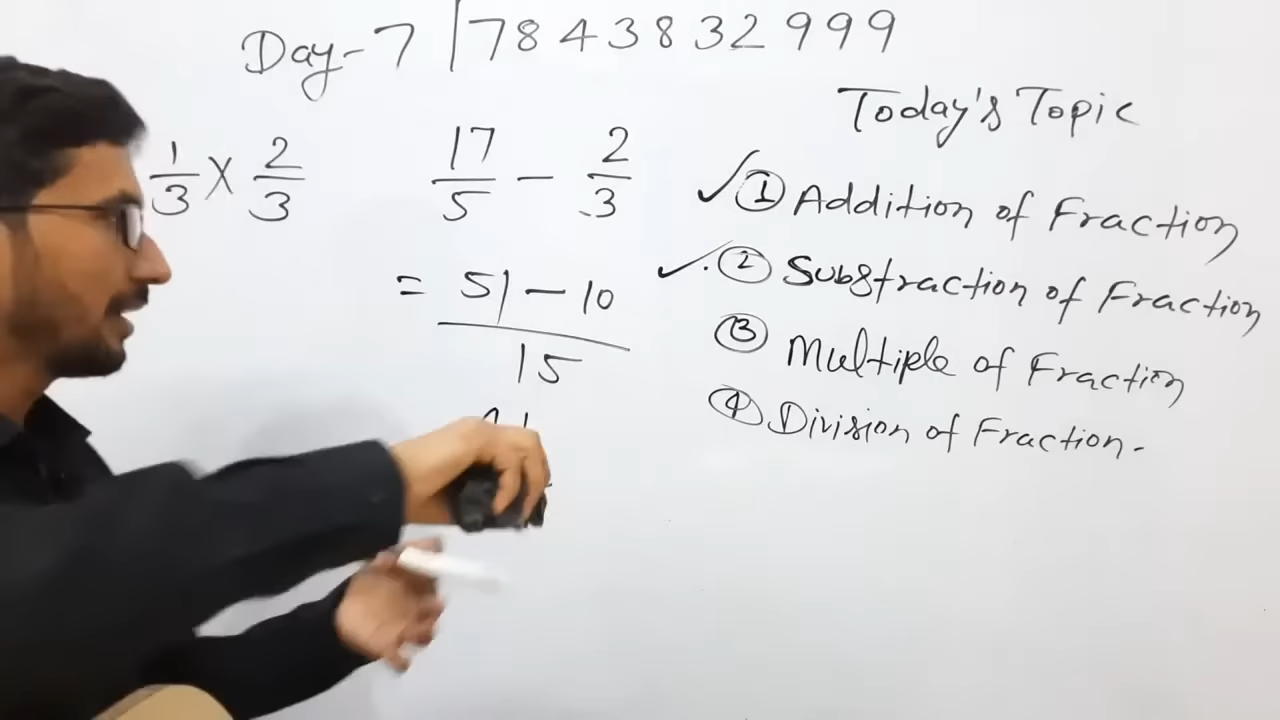 Day-7 | 7843832999
Today's Topic
1/3 × 2/3
17/5 - 2/3
= 51 - 10
15
✓ ① Addition of Fraction
✓. ② Substraction of Fraction
③ Multiple of Fraction
④ Division of Fraction.